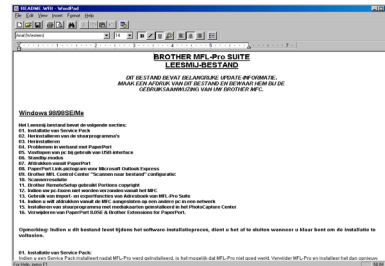 README.WRI - WordPad
File Edit View Insert Format Help
Arial (Western) 14
BROTHER MFL-Pro SUITE
LEESMIJ-BESTAND
DIT BESTAND BEVAT BELANGRIJKE UPDATE-INFORMATIE.
MAAK EEN AFDRUK VAN DIT BESTAND EN BEWAAR HEM BIJ DE
GEBRUIKSAANWIJZING VAN UW BROTHER MFC.
Windows 98/98SE/Me
Het Leesmij-bestand bevat de volgende secties:
01. Installatie van Service Pack
02. Herinstalleren van de stuurprogramma's
03. Herinstalleren
04. Problemen in verband met PaperPort
05. Vastlopen van pc bij gebruik van USB-interface
06. Standby-modus
07. Afdrukken vanuit PaperPort
08. PaperPort Link-pictogram voor Microsoft Outlook Express
09. Brother MFL Control Center "Scannen naar bestand" configuratie:
10. Scannerresolutie
11. Brother RemoteSetup gebruikt Portions copyright
12. Indien uw pc-faxen niet worden verzonden vanaf het MFC
13. Gebruik van import- en exportfuncties van Adresboek van MFL-Pro Suite
14. Indien u wilt afdrukken vanuit de MFC aangesloten op een andere pc in een netwerk
15. Installeren van stuurprogramma met mediakaarten geïnstalleerd in het PhotoCapture Center
16. Verwijderen van PaperPort 8.0SE & Brother Extensions for PaperPort.
Opmerking: Indien u dit bestand leest tijdens het software installatieproces, dient u het af te sluiten wanneer u klaar bent om de installatie te
voltooien.
01. Installatie van Service Pack:
Indien u een Service Pack installeert nadat MFL-Pro werd geïnstalleerd, is het mogelijk dat MFL-Pro niet goed werkt. Verwijder MFL-Pro en installeer het dan opnieuw.
For Help, press F1